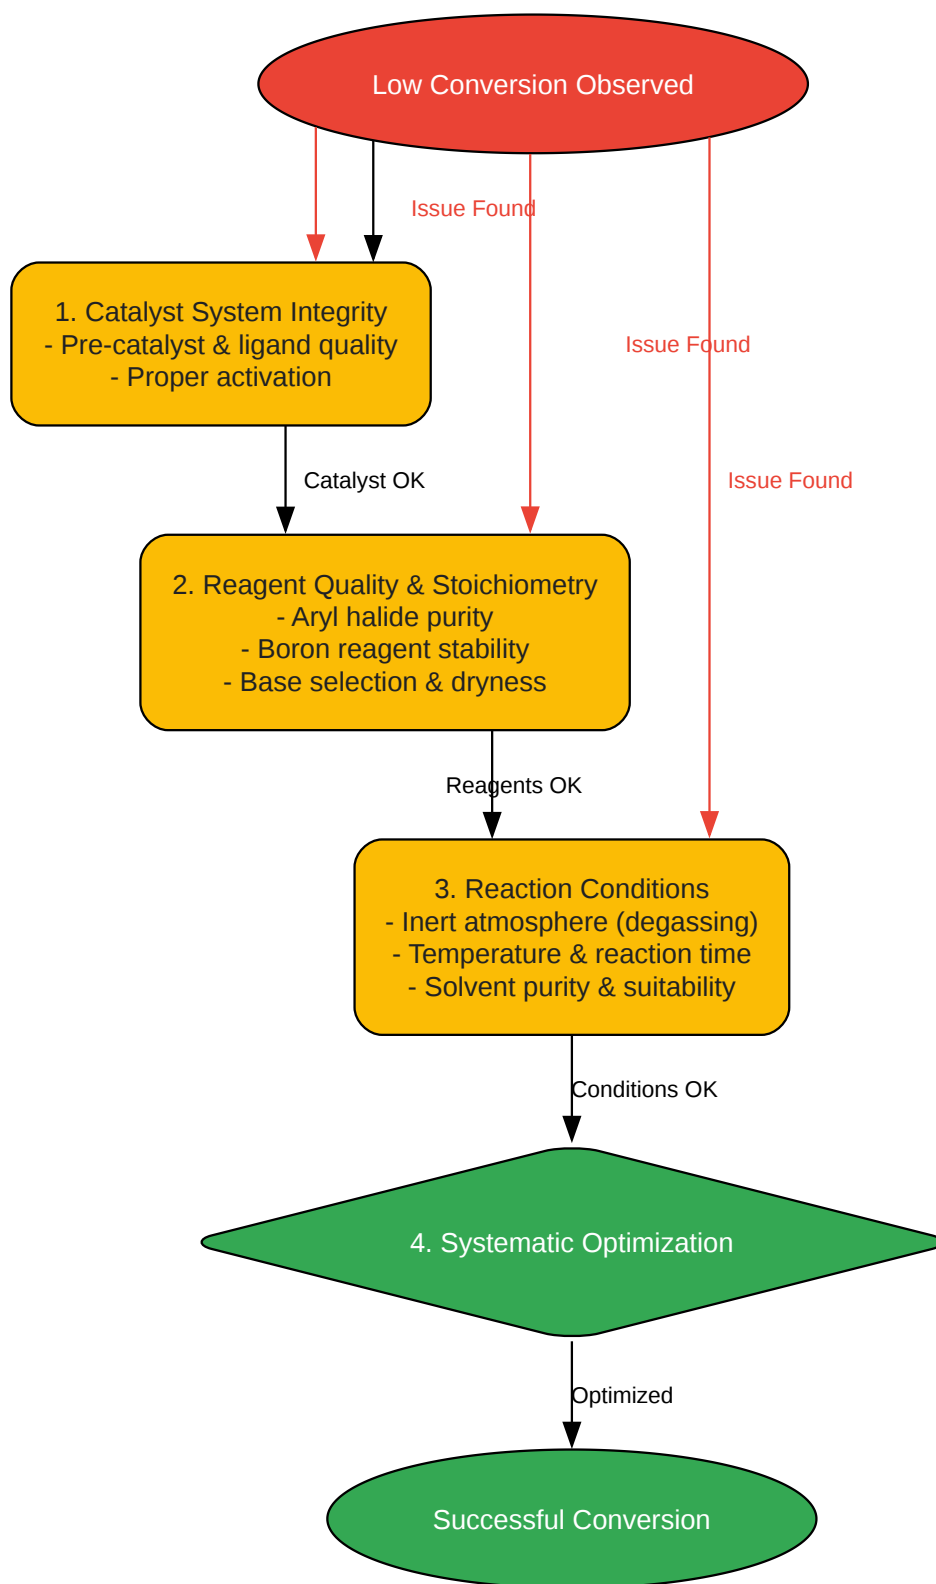 Low Conversion Observed
Issue Found
1. Catalyst System Integrity
- Pre-catalyst & ligand quality
- Proper activation
Issue Found
Catalyst OK
Issue Found
2. Reagent Quality & Stoichiometry
- Aryl halide purity
- Boron reagent stability
- Base selection & dryness
Reagents OK
3. Reaction Conditions
- Inert atmosphere (degassing)
- Temperature & reaction time
- Solvent purity & suitability
Conditions OK
4. Systematic Optimization
Optimized
Successful Conversion